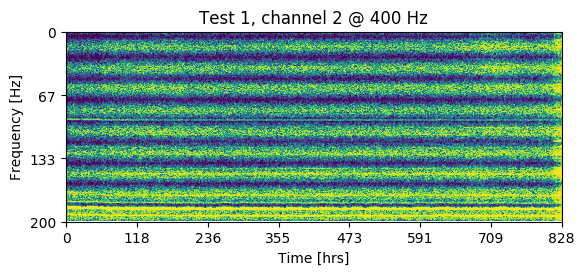 Test 1, channel 2 @ 400 Hz
Frequency [Hz]
0
67
133
200
0 118 236 355 473 591 709 828
Time [hrs]